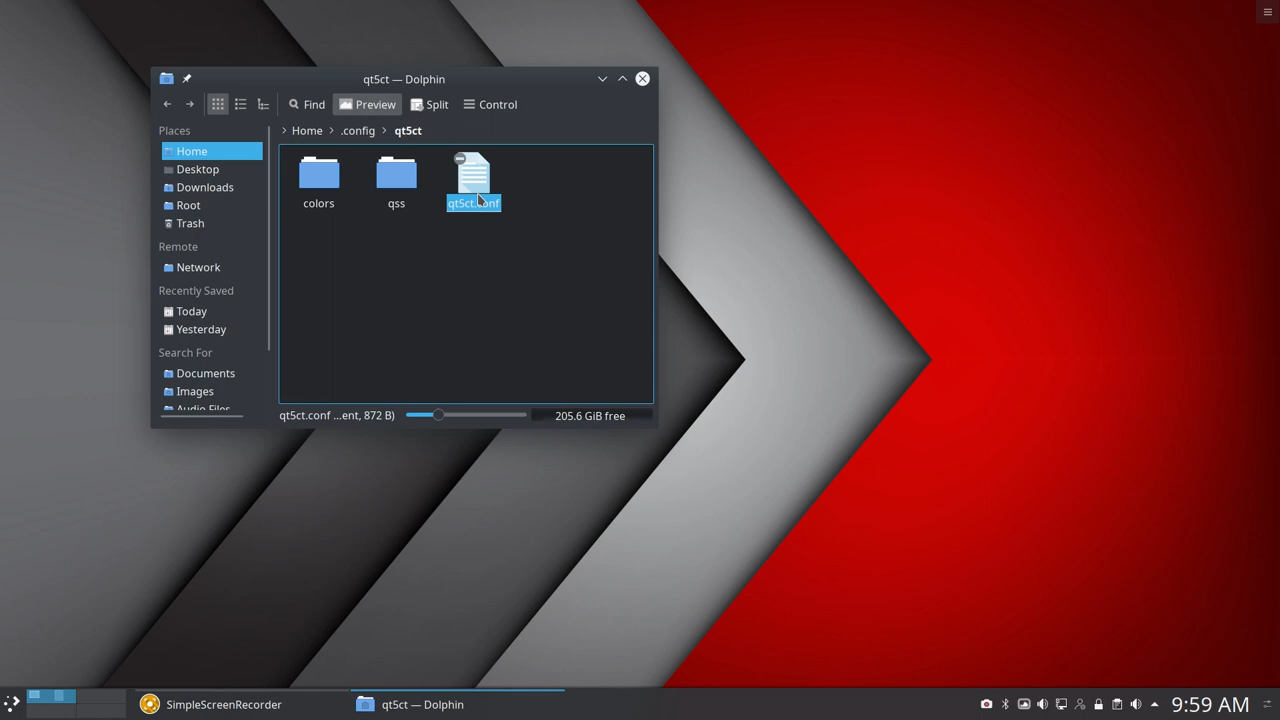 qt5ct — Dolphin
Find
Preview
Split
Control
Places
Home
Desktop
Downloads
Root
Trash
Remote
Network
Recently Saved
Today
Yesterday
Search For
Documents
Images
Audio Files
Home
.config
qt5ct
colors
qss
qt5ct.conf
qt5ct.conf ...ent, 872 B)
205.6 GiB free
SimpleScreenRecorder
qt5ct — Dolphin
9:59 AM